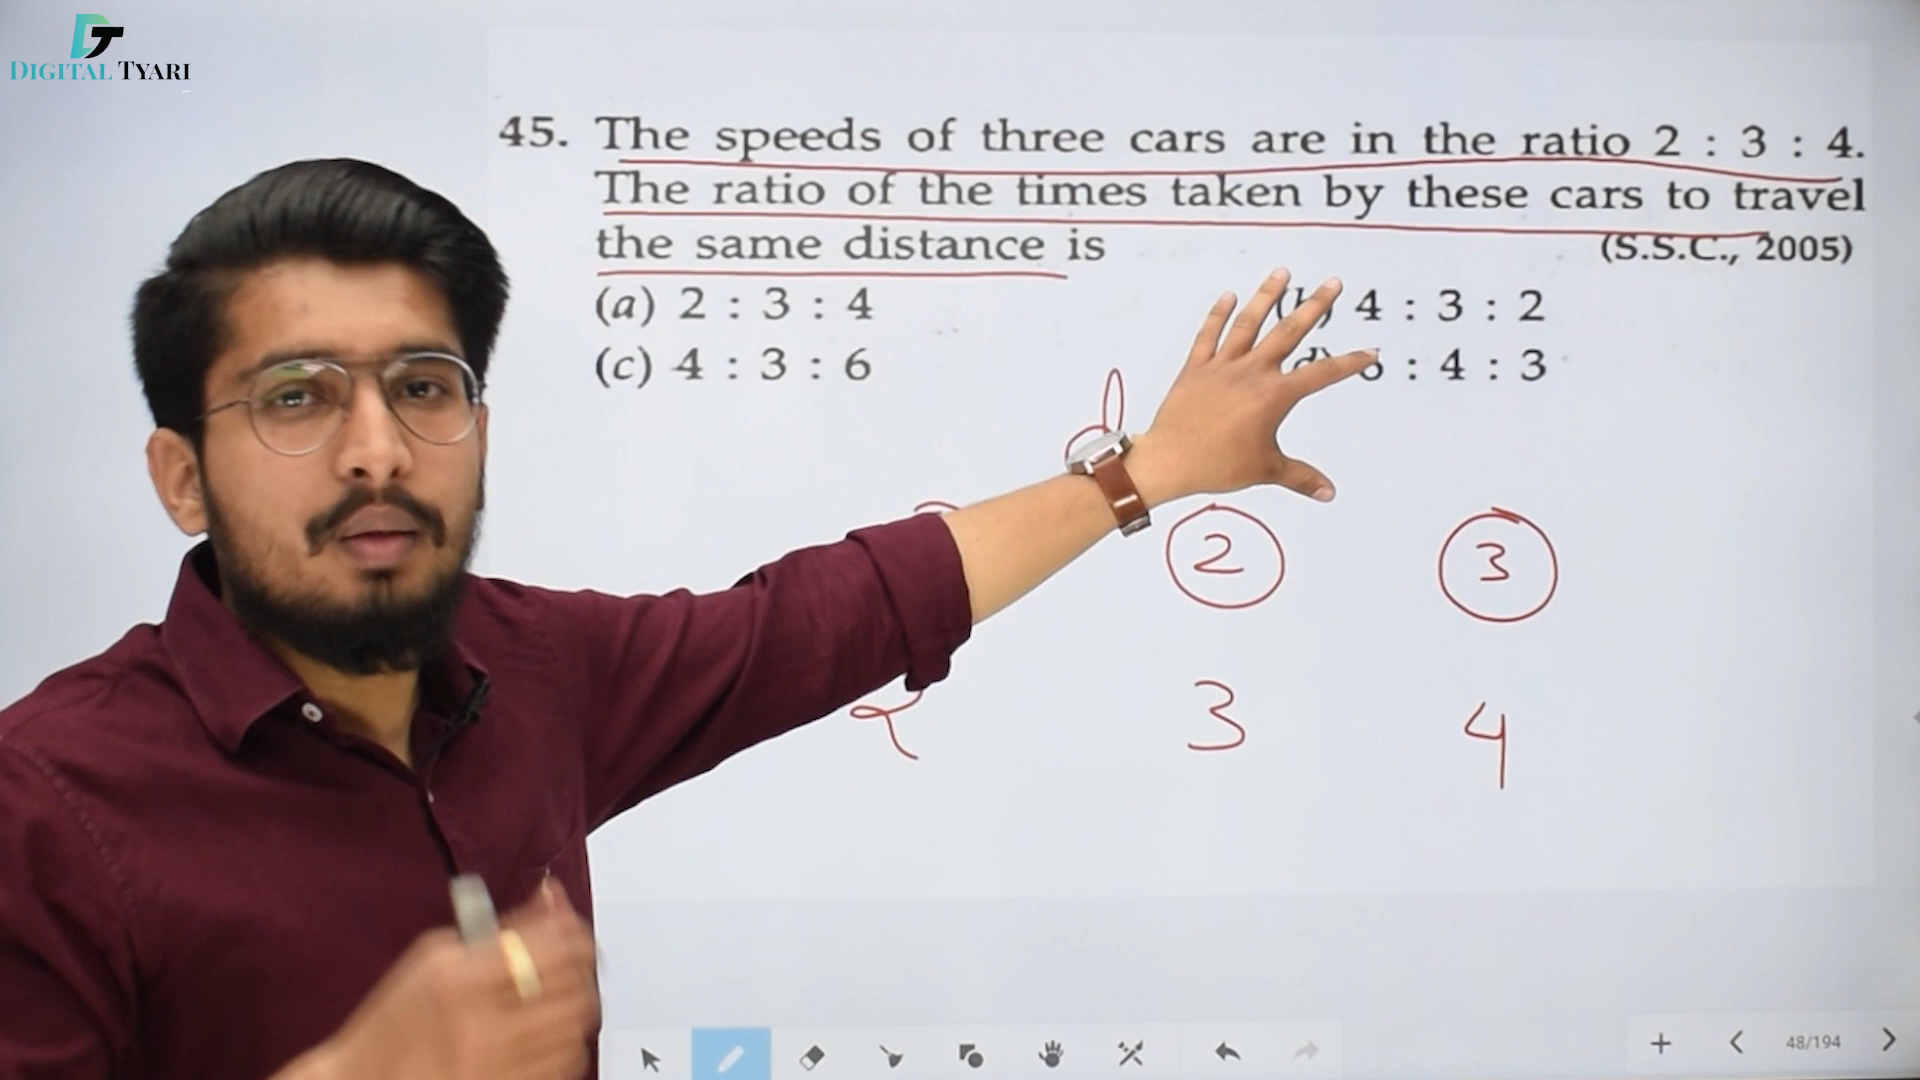 DIGITAL TYARI
45. The speeds of three cars are in the ratio 2 : 3 : 4.
The ratio of the times taken by these cars to travel
the same distance is
(S.S.C., 2005)
(a) 2 : 3 : 4
4 : 3 : 2
(c) 4 : 3 : 6
: 4 : 3
2 3
2 3 4
48/194